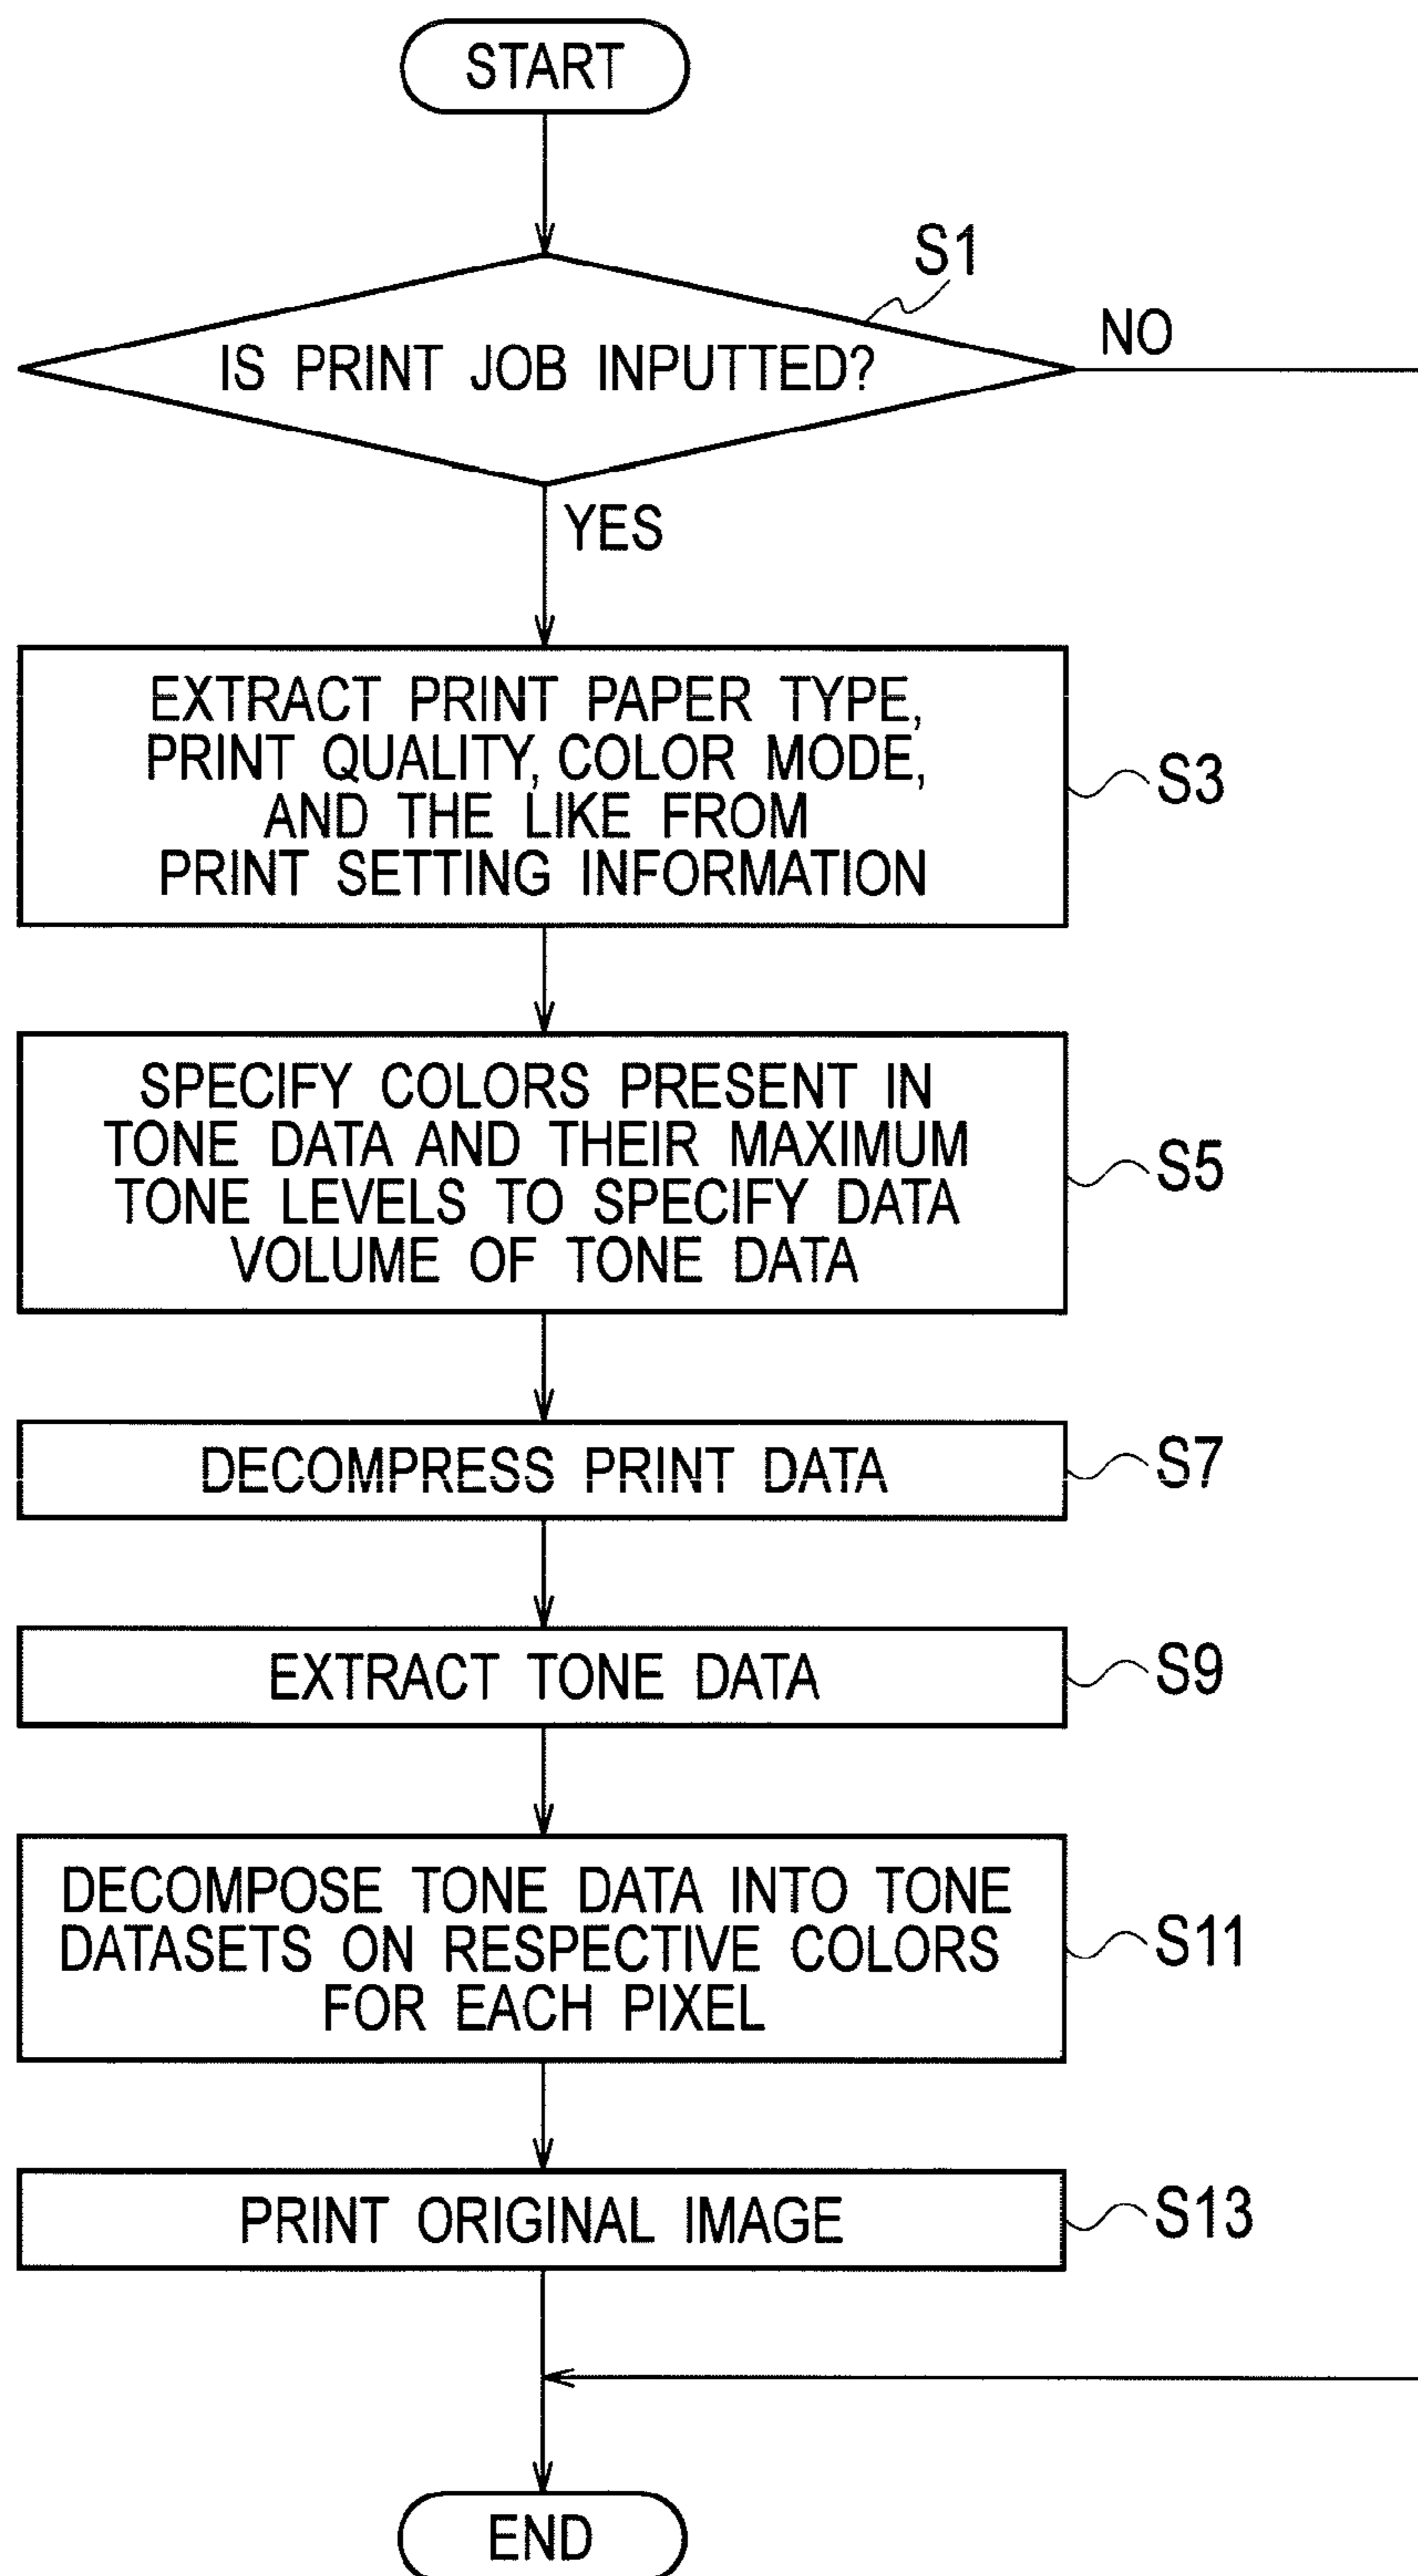 START
S1
NO
IS PRINT JOB INPUTTED?
YES
EXTRACT PRINT PAPER TYPE,
PRINT QUALITY, COLOR MODE,
AND THE LIKE FROM
PRINT SETTING INFORMATION
S3
SPECIFY COLORS PRESENT IN
TONE DATA AND THEIR MAXIMUM
TONE LEVELS TO SPECIFY DATA
VOLUME OF TONE DATA
S5
DECOMPRESS PRINT DATA
S7
EXTRACT TONE DATA
S9
DECOMPOSE TONE DATA INTO TONE
DATASETS ON RESPECTIVE COLORS
FOR EACH PIXEL
S11
PRINT ORIGINAL IMAGE
S13
END